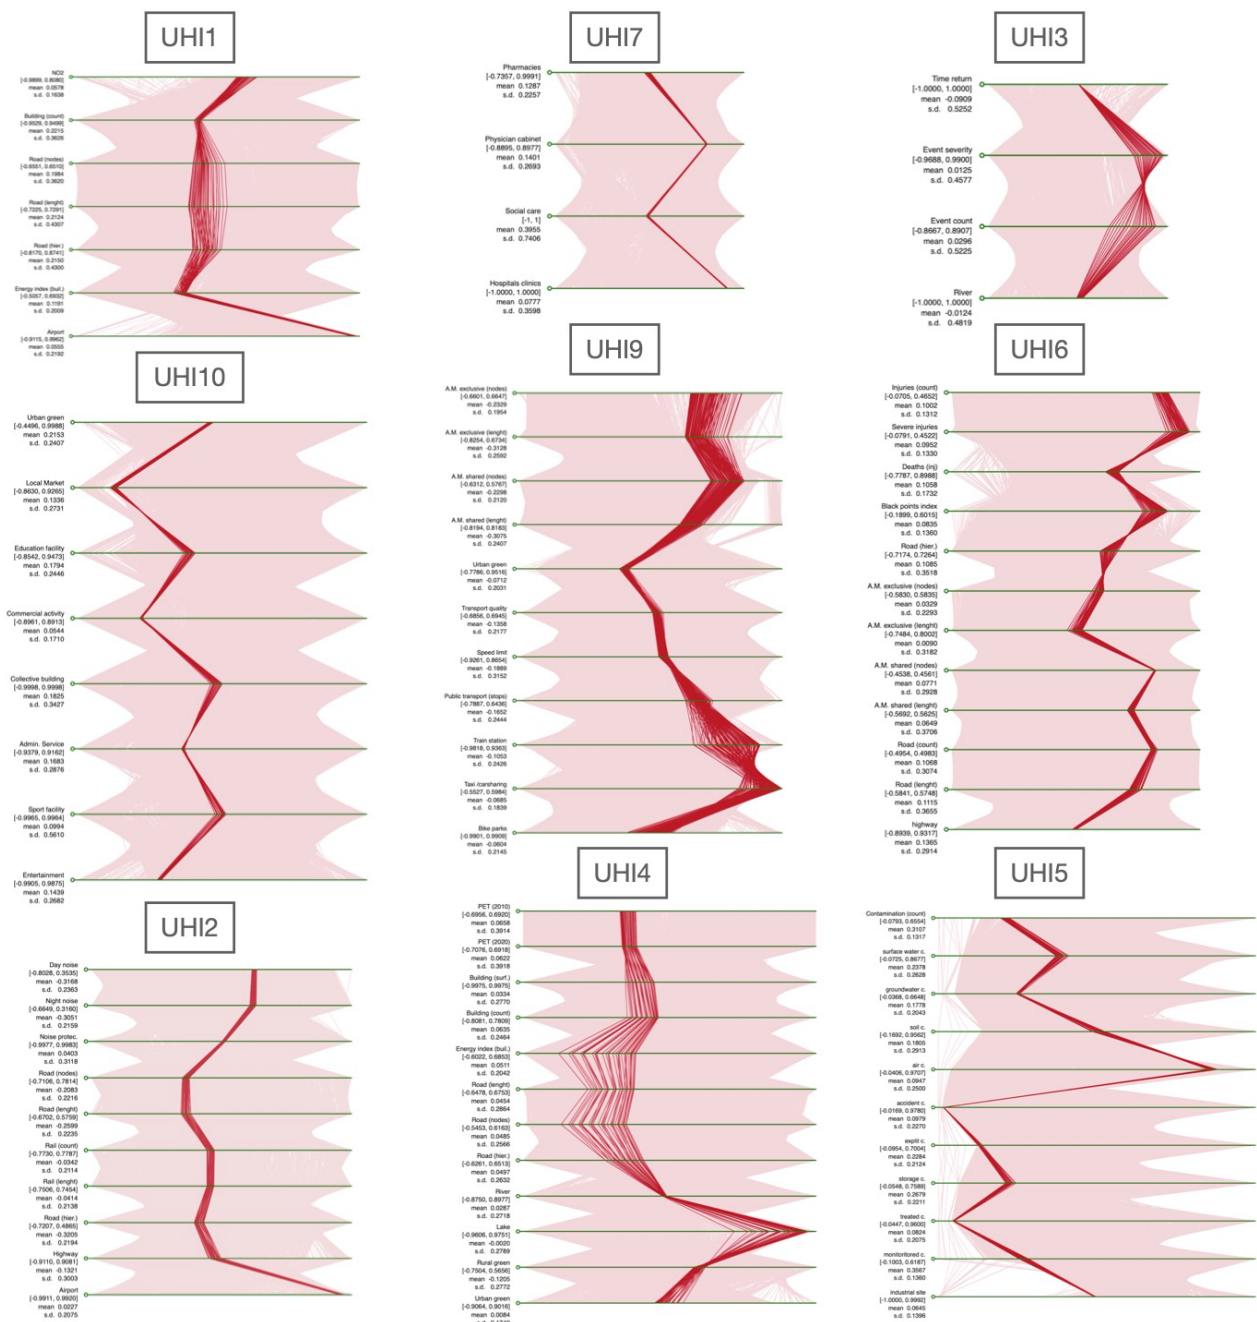 UHI1
NO2
[-0.9899, 0.8080]
mean 0.0578
s.d. 0.1638
Building (count)
[-0.9529, 0.9499]
mean 0.2215
s.d. 0.3626
Road (nodes)
[-0.6551, 0.6510]
mean 0.1984
s.d. 0.3620
Road (lenght)
[-0.7225, 0.7291]
mean 0.2124
s.d. 0.4307
Road (hier.)
[-0.8170, 0.8741]
mean 0.2150
s.d. 0.4300
Energy index (buil.)
[-0.5057, 0.6932]
mean 0.1191
s.d. 0.2009
Airport
[-0.9115, 0.9962]
mean 0.0555
s.d. 0.2192
UHI7
Pharmacies
[-0.7357, 0.9991]
mean 0.1287
s.d. 0.2257
Physician cabinet
[-0.8895, 0.8977]
mean 0.1401
s.d. 0.2693
Social care
[-1, 1]
mean 0.3955
s.d. 0.7406
Hospitals clinics
[-1.0000, 1.0000]
mean 0.0777
s.d. 0.3598
UHI3
Time return
[-1.0000, 1.0000]
mean -0.0909
s.d. 0.5252
Event severity
[-0.9688, 0.9900]
mean 0.0125
s.d. 0.4577
Event count
[-0.8667, 0.8907]
mean 0.0296
s.d. 0.5225
River
[-1.0000, 1.0000]
mean -0.0124
s.d. 0.4819
UHI10
Urban green
[-0.4496, 0.9988]
mean 0.2153
s.d. 0.2407
Local Market
[-0.8630, 0.9265]
mean 0.1336
s.d. 0.2731
Education facility
[-0.8542, 0.9473]
mean 0.1794
s.d. 0.2446
Commercial activity
[-0.8961, 0.8913]
mean 0.0544
s.d. 0.1710
Collective building
[-0.9998, 0.9998]
mean 0.1825
s.d. 0.3427
Admin. Service
[-0.9379, 0.9162]
mean 0.1683
s.d. 0.2876
Sport facility
[-0.9965, 0.9964]
mean 0.0994
s.d. 0.5610
Entertainment
[-0.9905, 0.9875]
mean 0.1439
s.d. 0.2682
UHI9
A.M. exclusive (nodes)
[-0.6601, 0.6647]
mean -0.2329
s.d. 0.1954
A.M. exclusive (lenght)
[-0.8254, 0.6734]
mean -0.3128
s.d. 0.2592
A.M. shared (nodes)
[-0.6312, 0.5767]
mean -0.2298
s.d. 0.2120
A.M. shared (lenght)
[-0.8194, 0.8183]
mean -0.3075
s.d. 0.2407
Urban green
[-0.7786, 0.9516]
mean -0.0712
s.d. 0.2031
Transport quality
[-0.6856, 0.6945]
mean -0.1358
s.d. 0.2177
Speed limit
[-0.9261, 0.8654]
mean -0.1889
s.d. 0.3152
Public transport (stops)
[-0.7887, 0.6436]
mean -0.1652
s.d. 0.2444
Train station
[-0.9818, 0.9363]
mean -0.1053
s.d. 0.2426
Taxi /carsharing
[-0.5527, 0.5984]
mean -0.0685
s.d. 0.1839
Bike parks
[-0.9901, 0.9909]
mean -0.0604
s.d. 0.2145
UHI6
Injuries (count)
[-0.0705, 0.4652]
mean 0.1002
s.d. 0.1312
Severe injuries
[-0.0791, 0.4522]
mean 0.0952
s.d. 0.1330
Deaths (inj)
[-0.7787, 0.8988]
mean 0.1058
s.d. 0.1732
Black points index
[-0.1899, 0.6015]
mean 0.0835
s.d. 0.1360
Road (hier.)
[-0.7174, 0.7264]
mean 0.1085
s.d. 0.3518
A.M. exclusive (nodes)
[-0.5830, 0.5835]
mean 0.0329
s.d. 0.2293
A.M. exclusive (lenght)
[-0.7484, 0.8002]
mean 0.0090
s.d. 0.3182
A.M. shared (nodes)
[-0.4538, 0.4561]
mean 0.0771
s.d. 0.2928
A.M. shared (lenght)
[-0.5692, 0.5625]
mean 0.0649
s.d. 0.3706
Road (count)
[-0.4954, 0.4983]
mean 0.1068
s.d. 0.3074
Road (lenght)
[-0.5841, 0.5748]
mean 0.1115
s.d. 0.3655
highway
[-0.8939, 0.9317]
mean 0.1365
s.d. 0.2914
UHI2
Day noise
[-0.8028, 0.3535]
mean -0.3168
s.d. 0.2363
Night noise
[-0.6649, 0.3160]
mean -0.3051
s.d. 0.2159
Noise protec.
[-0.9977, 0.9983]
mean 0.0403
s.d. 0.3118
Road (nodes)
[-0.7106, 0.7814]
mean -0.2083
s.d. 0.2216
Road (lenght)
[-0.6702, 0.5759]
mean -0.2599
s.d. 0.2235
Rail (count)
[-0.7730, 0.7787]
mean -0.0342
s.d. 0.2114
Rail (lenght)
[-0.7506, 0.7454]
mean -0.0414
s.d. 0.2138
Road (hier.)
[-0.7207, 0.4865]
mean -0.3205
s.d. 0.2194
Highway
[-0.9110, 0.9081]
mean -0.1321
s.d. 0.3003
Airport
[-0.9911, 0.9920]
mean 0.0227
s.d. 0.2075
UHI4
PET (2010)
[-0.6956, 0.6920]
mean 0.0658
s.d. 0.3914
PET (2020)
[-0.7076, 0.6918]
mean 0.0622
s.d. 0.3918
Building (surf.)
[-0.9975, 0.9975]
mean 0.0334
s.d. 0.2770
Building (count)
[-0.8081, 0.7809]
mean 0.0635
s.d. 0.2464
Energy index (buil.)
[-0.6022, 0.6853]
mean 0.0511
s.d. 0.2042
Road (lenght)
[-0.6478, 0.6753]
mean 0.0454
s.d. 0.2864
Road (nodes)
[-0.5453, 0.6163]
mean 0.0485
s.d. 0.2566
Road (hier.)
[-0.6261, 0.6513]
mean 0.0497
s.d. 0.2632
River
[-0.8750, 0.8977]
mean 0.0287
s.d. 0.2718
Lake
[-0.9606, 0.9751]
mean -0.0020
s.d. 0.2789
Rural green
[-0.7504, 0.5656]
mean -0.1205
s.d. 0.2772
Urban green
[-0.9064, 0.9016]
mean 0.0084
UHI5
Contamination (count)
[-0.0793, 0.6554]
mean 0.3107
s.d. 0.1317
surface water c.
[-0.0725, 0.8677]
mean 0.2378
s.d. 0.2628
groundwater c.
[-0.0368, 0.6648]
mean 0.1778
s.d. 0.2043
soil c.
[-0.1692, 0.9562]
mean 0.1805
s.d. 0.2913
air c.
[-0.0406, 0.9707]
mean 0.0947
s.d. 0.2500
accident c.
[-0.0169, 0.9780]
mean 0.0979
s.d. 0.2270
explit c.
[-0.0954, 0.7004]
mean 0.2284
s.d. 0.2124
storage c.
[-0.0548, 0.7589]
mean 0.2679
s.d. 0.2211
treated c.
[-0.0447, 0.9600]
mean 0.0824
s.d. 0.2075
monitoritored c.
[-0.1003, 0.6187]
mean 0.3567
s.d. 0.1360
industrial site
[-1.0000, 0.9992]
mean 0.0645
s.d. 0.1396